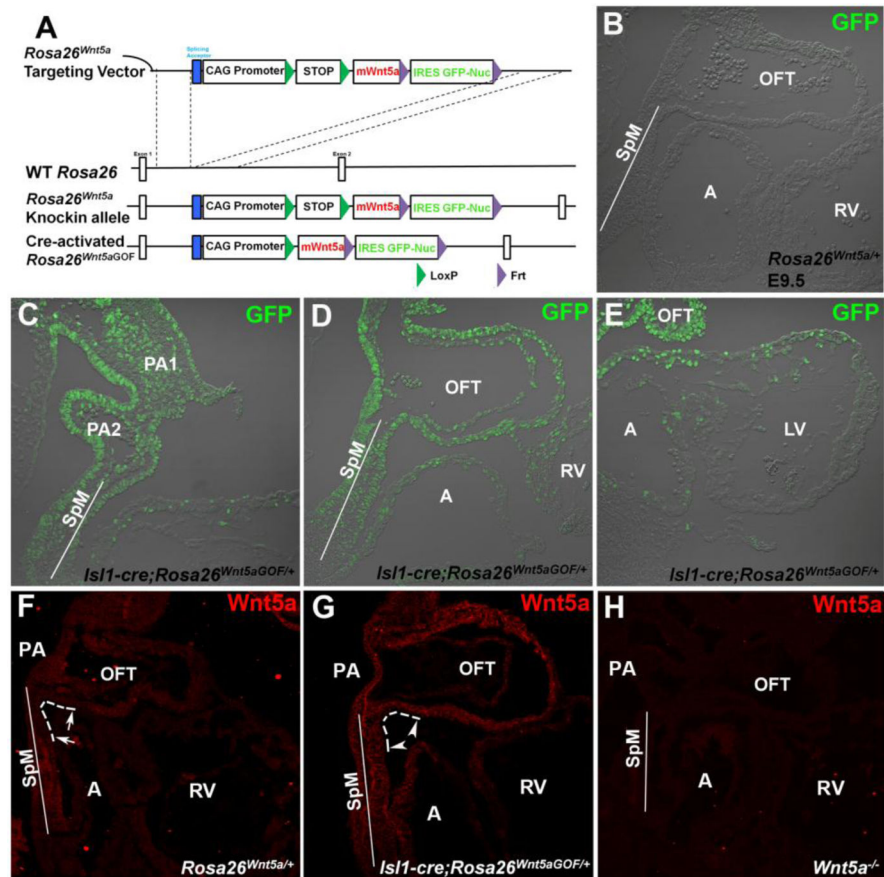 A
Splicing
Acceptor
Rosa26Wnt5a
Targeting Vector
CAG Promoter
STOP
mWnt5a
IRES GFP-Nuc
Exon 1
Exon 2
WT Rosa26
Rosa26Wnt5a
Knockin allele
CAG Promoter
STOP
mWnt5a
IRES GFP-Nuc
Cre-activated
Rosa26Wnt5aGOF
CAG Promoter
mWnt5a
IRES GFP-Nuc
LoxP
Frt
B
GFP
OFT
SpM
A
RV
Rosa26Wnt5a/+
E9.5
C
GFP
PA1
PA2
SpM
Isl1-cre;Rosa26Wnt5aGOF/+
D
GFP
OFT
SpM
RV
A
Isl1-cre;Rosa26Wnt5aGOF/+
E
OFT
GFP
A
LV
Isl1-cre;Rosa26Wnt5aGOF/+
F
Wnt5a
PA
OFT
SpM
A
RV
Rosa26Wnt5a/+
G
Wnt5a
PA
OFT
SpM
RV
A
Isl1-cre;Rosa26Wnt5aGOF/+
H
Wnt5a
PA
OFT
SpM
A
RV
Wnt5a-/-